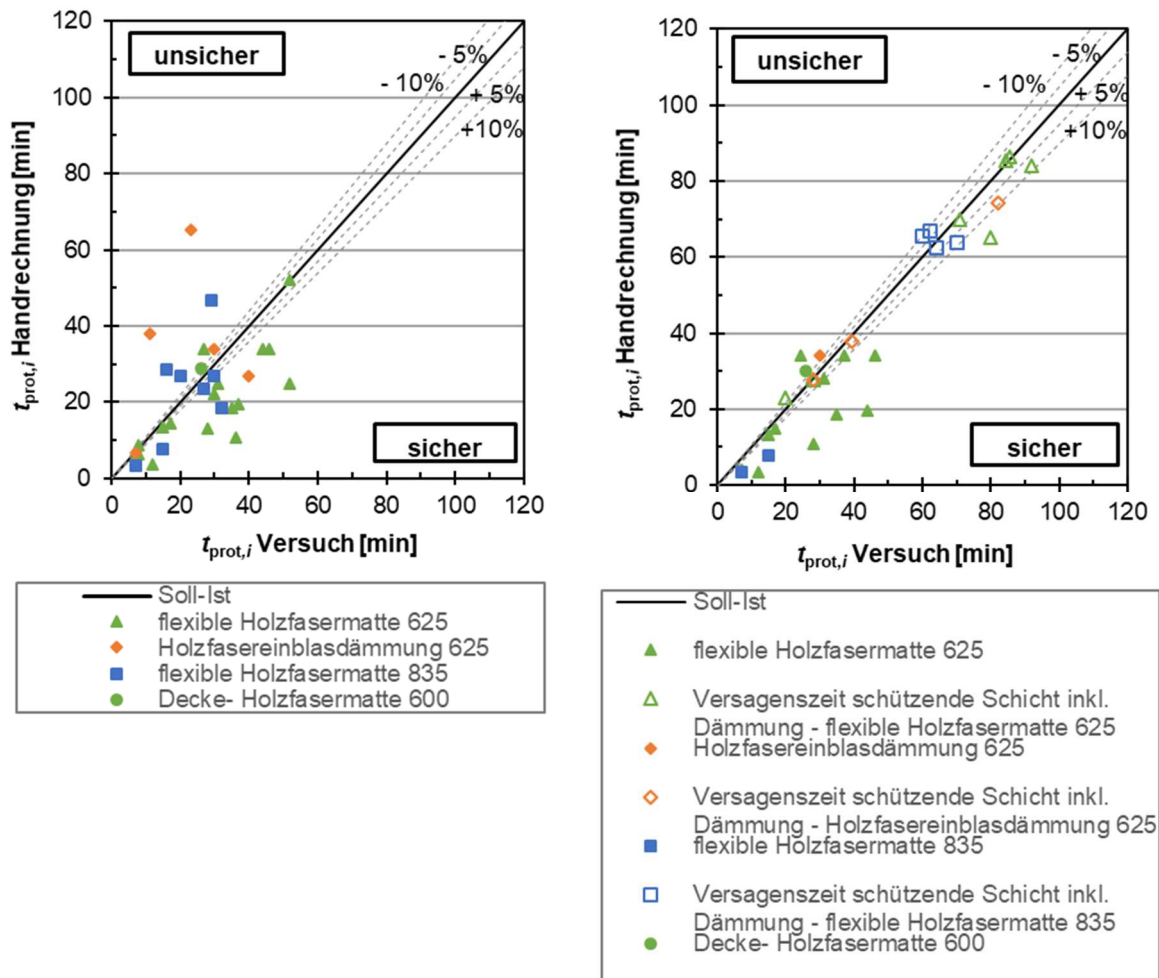 120
100
80
60
40
20
0
t prot,i Handrechnung [min]
unsicher
- 5%
- 10%
+ 5%
+10%
sicher
0 20 40 60 80 100 120
t prot,i Versuch [min]
Soll-Ist
flexible Holzfasermatte 625
Holzfasereinblasdämmung 625
flexible Holzfasermatte 835
Decke- Holzfasermatte 600
120
100
80
60
40
20
0
t prot,i Handrechnung [min]
unsicher
- 5%
- 10%
+ 5%
+10%
sicher
0 20 40 60 80 100 120
t prot,i Versuch [min]
Soll-Ist
flexible Holzfasermatte 625
Versagenszeit schützende Schicht inkl.
Dämmung - flexible Holzfasermatte 625
Holzfasereinblasdämmung 625
Versagenszeit schützende Schicht inkl.
Dämmung - Holzfasereinblasdämmung 625
flexible Holzfasermatte 835
Versagenszeit schützende Schicht inkl.
Dämmung - flexible Holzfasermatte 835
Decke- Holzfasermatte 600